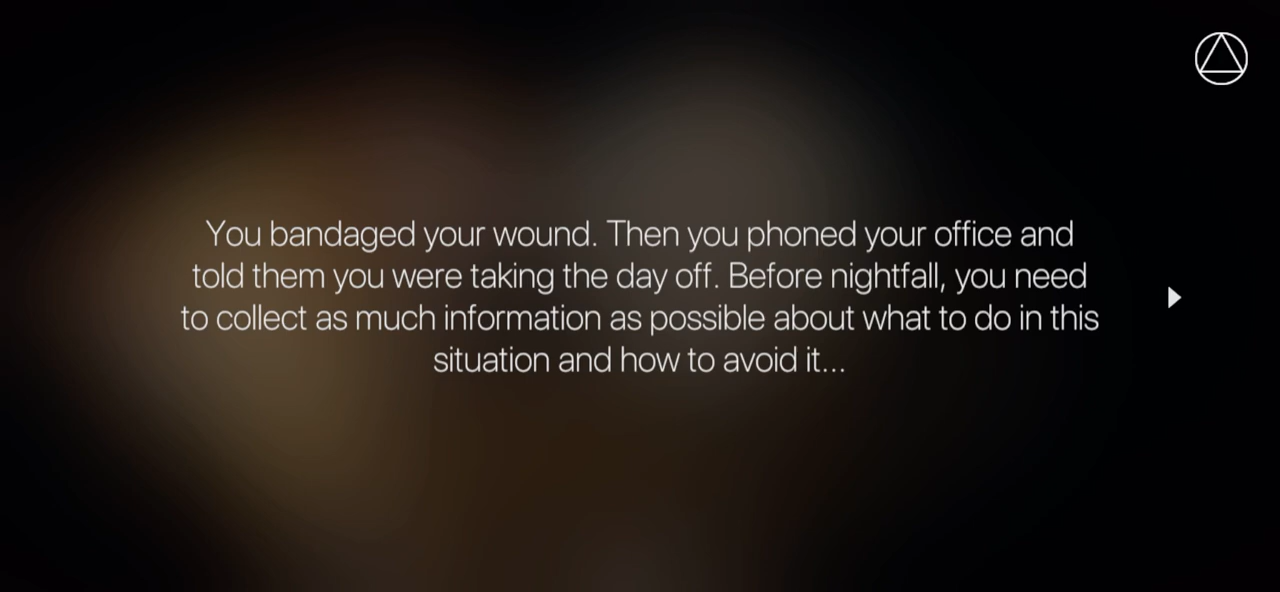 You bandaged your wound. Then you phoned your office and
told them you were taking the day off. Before nightfall, you need
to collect as much information as possible about what to do in this
situation and how to avoid it...